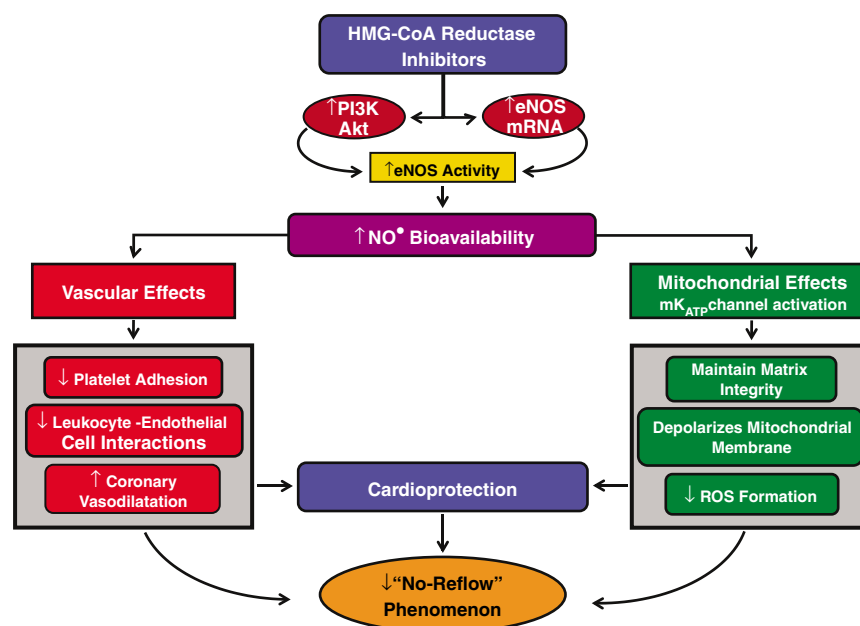 HMG-CoA Reductase
Inhibitors
↑PI3K
Akt
↑eNOS
mRNA
↑eNOS Activity
↑NO• Bioavailability
Vascular Effects
Mitochondrial Effects
mKATPchannel activation
↓ Platelet Adhesion
↓ Leukocyte -Endothelial
Cell Interactions
↑ Coronary
Vasodilatation
Maintain Matrix
Integrity
Depolarizes Mitochondrial
Membrane
↓ ROS Formation
Cardioprotection
↓“No-Reflow”
Phenomenon